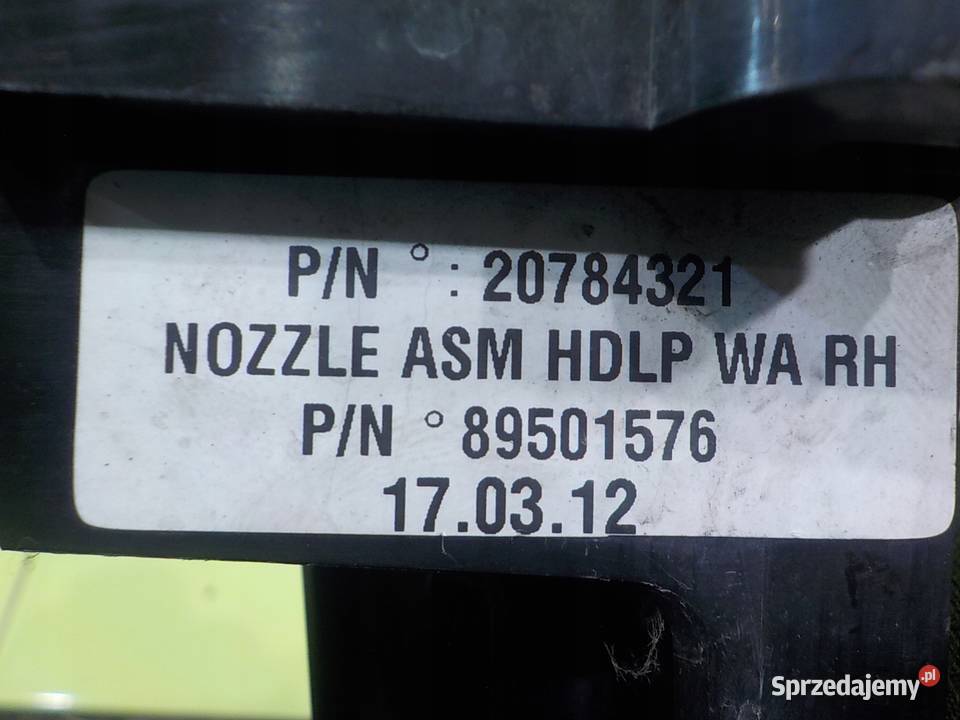 P/N ° : 20784321
NOZZLE ASM HDLP WA RH
P/N ° 89501576
17.03.12
Sprzedajemy.pl